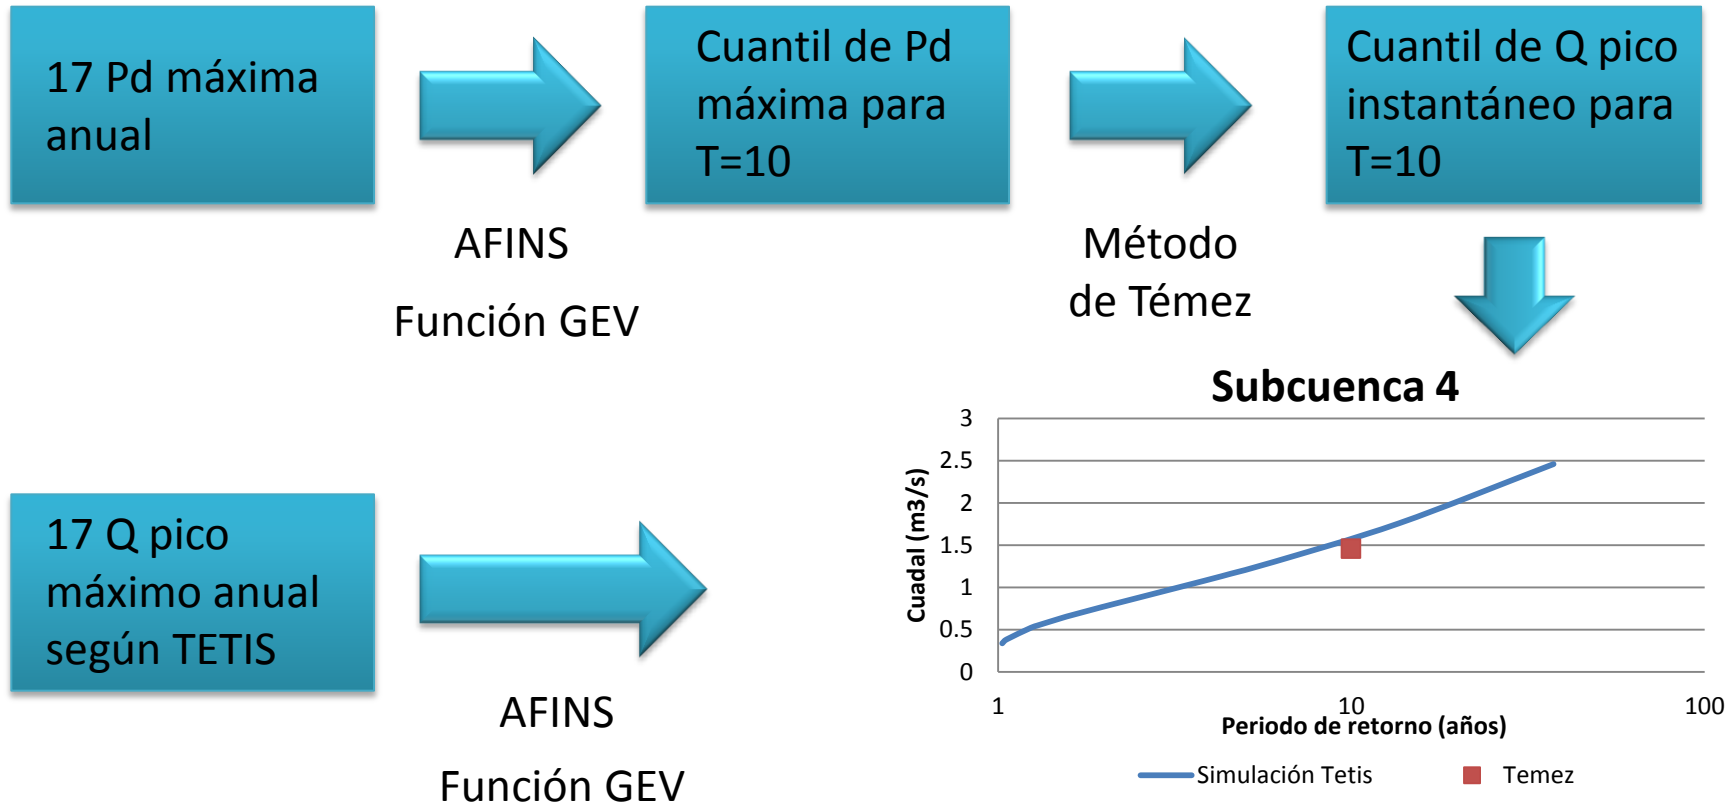 17 Pd máxima
anual
AFINS
Función GEV
Cuantil de Pd
máxima para
T=10
Método
de Témez
Cuantil de Q pico
instantáneo para
T=10
17 Q pico
máximo anual
según TETIS
AFINS
Función GEV
Subcuenca 4
Cuadal (m3/s)
3
2.5
2
1.5
1
0.5
0
1
10
100
Periodo de retorno (años)
Simulación Tetis
Temez